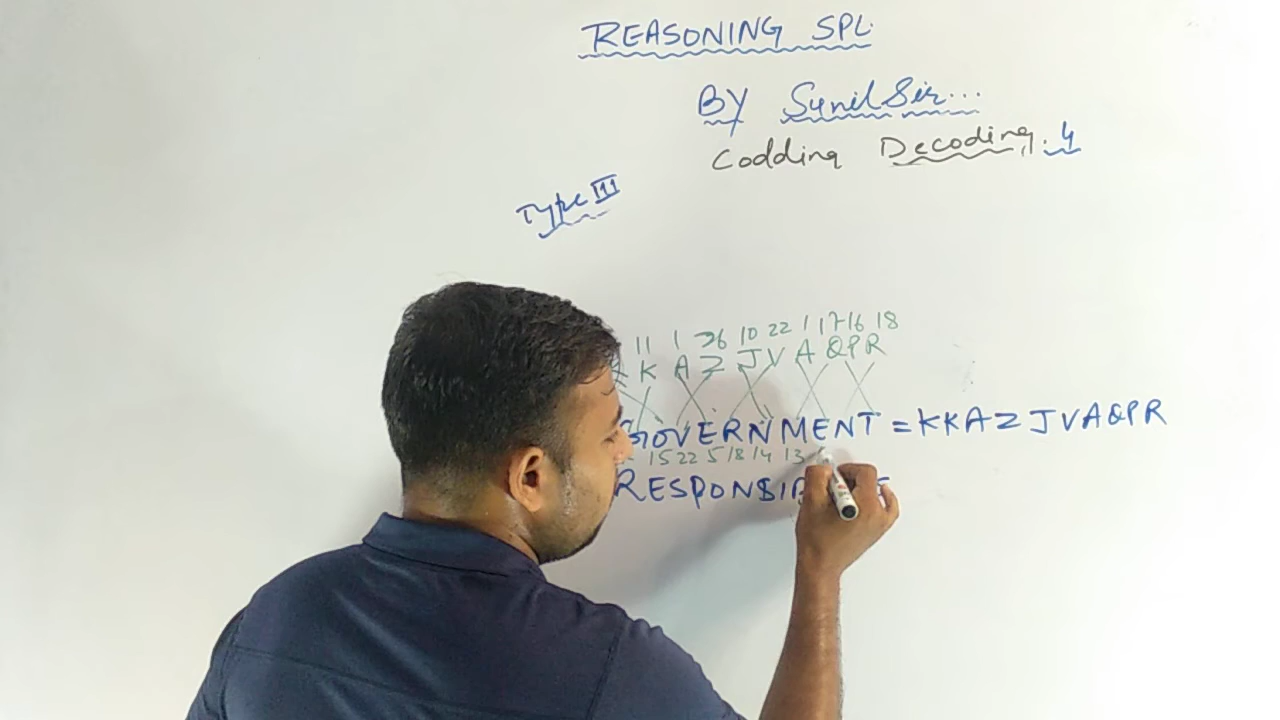 REASONING SPL.
BY Sunil Sir...
Codding Decoding. 4
Type III
11 1 26 10 22 1 17 16 18
K A Z J V A Q P R
GOVERNMENT = KKAZJVAQPR
15 22 5 18 14 13
RESPONSIB